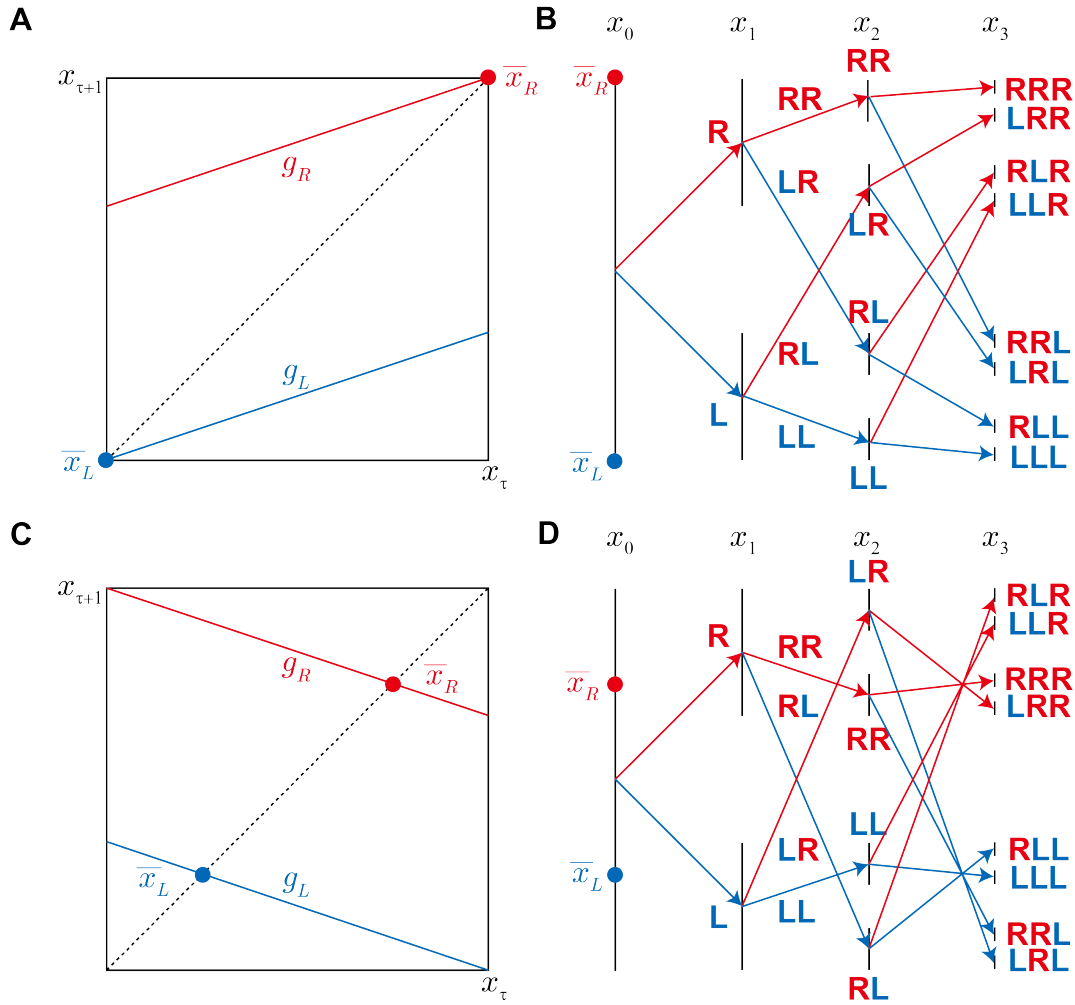 A
x_{τ+1}
x̄_R
g_R
g_L
x̄_L
x_τ
B
x_0 x_1 x_2 x_3
x̄_R
x̄_L
R
L
RR
LR
RL
LL
RR
LR
RL
LL
RRR
LRR
RLR
LLR
RRL
LRL
RLL
LLL
C
x_{τ+1}
g_R
x̄_R
x̄_L
g_L
x_τ
D
x_0 x_1 x_2 x_3
x̄_R
x̄_L
R
L
RR
RL
LR
LL
LR
RR
LL
RL
RLR
LLR
RRR
LRR
RLL
LLL
RRL
LRL